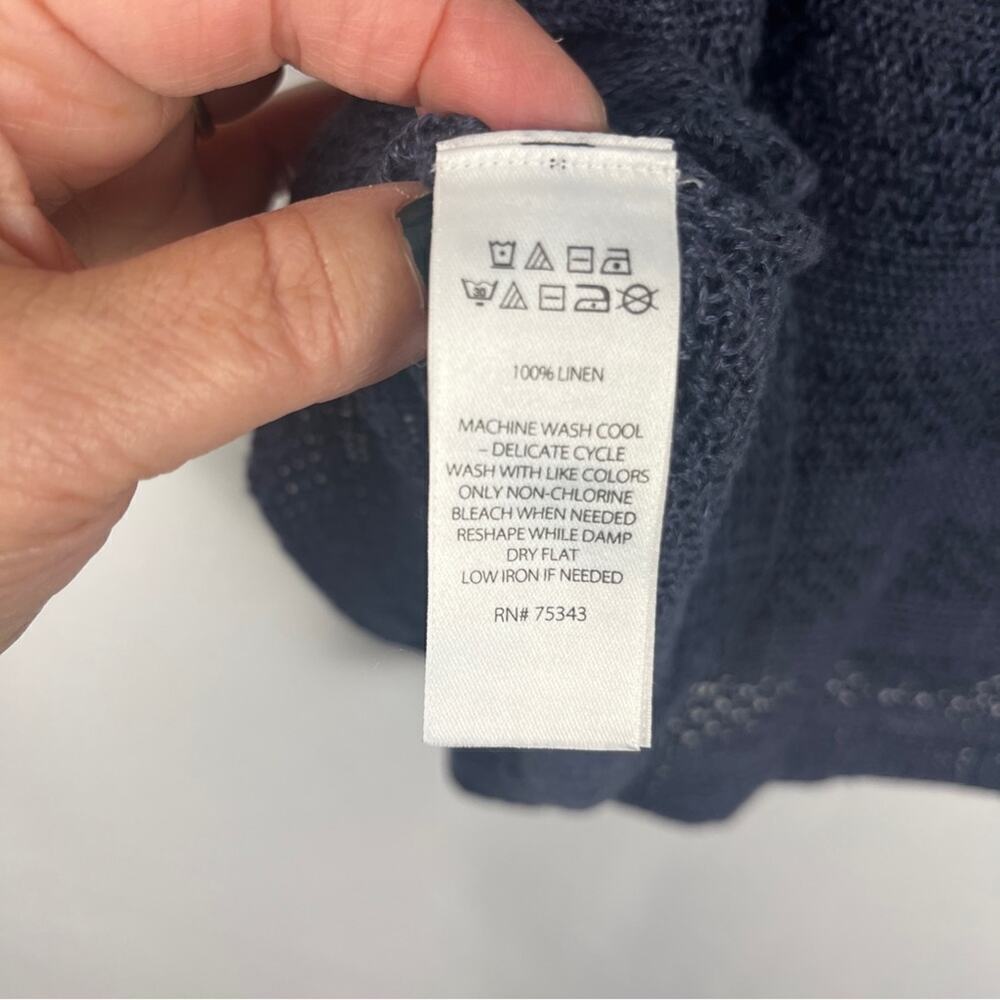 30
100% LINEN
MACHINE WASH COOL
– DELICATE CYCLE
WASH WITH LIKE COLORS
ONLY NON-CHLORINE
BLEACH WHEN NEEDED
RESHAPE WHILE DAMP
DRY FLAT
LOW IRON IF NEEDED
RN# 75343